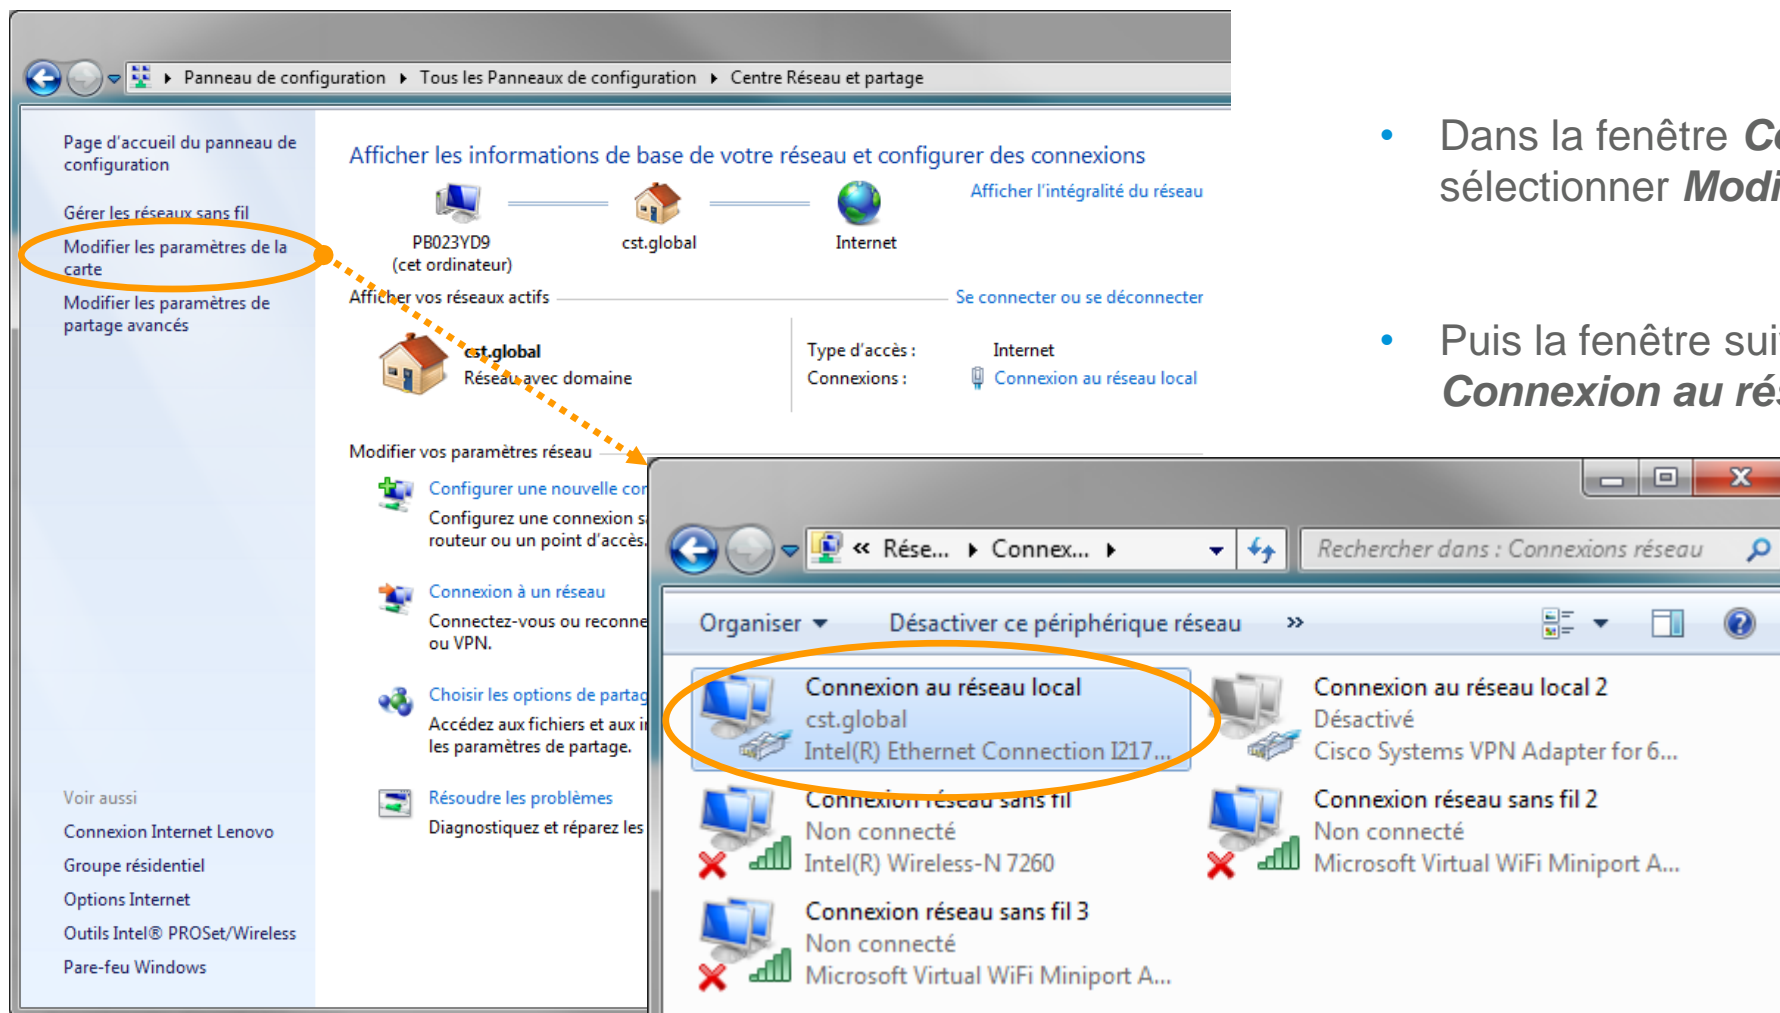 Panneau de configuration ▸ Tous les Panneaux de configuration ▸ Centre Réseau et partage
Page d'accueil du panneau de
configuration
Gérer les réseaux sans fil
Modifier les paramètres de la
carte
Modifier les paramètres de
partage avancés
Voir aussi
Connexion Internet Lenovo
Groupe résidentiel
Options Internet
Outils Intel® PROSet/Wireless
Pare-feu Windows
Afficher les informations de base de votre réseau et configurer des connexions
Afficher l'intégralité du réseau
PB023YD9
(cet ordinateur)
cst.global
Internet
Afficher vos réseaux actifs
Se connecter ou se déconnecter
cst.global
Réseau avec domaine
Type d'accès : Internet
Connexions : Connexion au réseau local
Modifier vos paramètres réseau
Configurer une nouvelle
Configurez une connexion
routeur ou un point d'accès.
Connexion à un réseau
Connectez-vous ou
ou VPN.
Choisir les options de
Accédez aux fichiers et aux
les paramètres de partage.
Résoudre les problèmes
Diagnostiquez et réparez les
• Dans la fenêtre
sélectionner
• Puis la fenêtre
Connexion au
« Rése... ▸ Connex... ▸
Rechercher dans : Connexions réseau
Organiser ▾ Désactiver ce périphérique réseau »
Connexion au réseau local
cst.global
Intel(R) Ethernet Connection I217...
Connexion au réseau local 2
Désactivé
Cisco Systems VPN Adapter for 6...
Connexion réseau sans fil
Non connecté
Intel(R) Wireless-N 7260
Connexion réseau sans fil 2
Non connecté
Microsoft Virtual WiFi Miniport A...
Connexion réseau sans fil 3
Non connecté
Microsoft Virtual WiFi Miniport A...